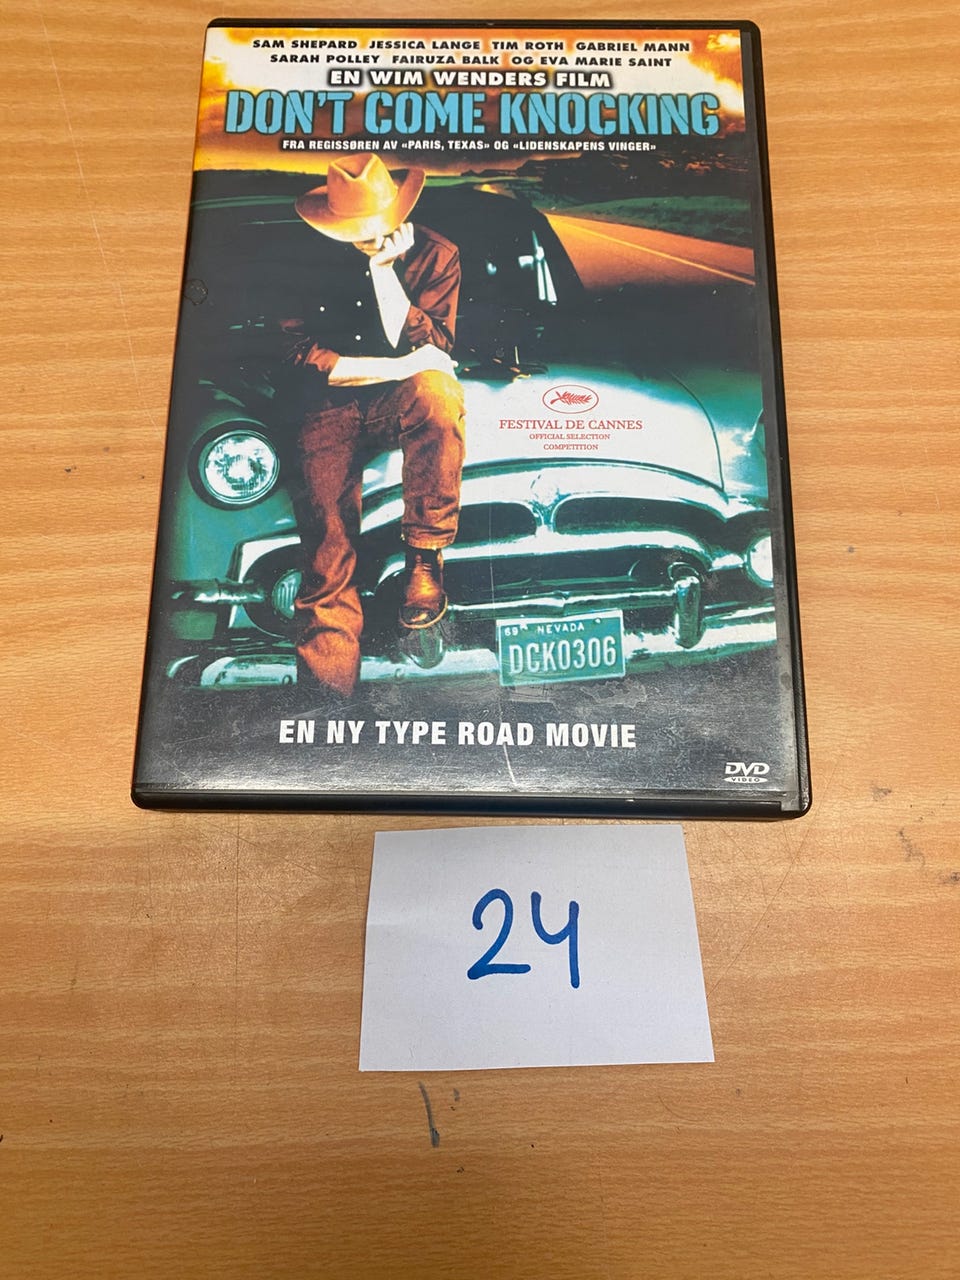 SAM SHEPARD JESSICA LANGE TIM ROTH GABRIEL MANN
SARAH POLLEY FAIRUZA BALK OG EVA MARIE SAINT
EN WIM WENDERS FILM
DON'T COME KNOCKING
FRA REGISSØREN AV «PARIS, TEXAS» OG «LIDENSKAPENS VINGER»
FESTIVAL DE CANNES
OFFICIAL SELECTION
COMPETITION
69 NEVADA
DCK0306
EN NY TYPE ROAD MOVIE
DVD
VIDEO
24